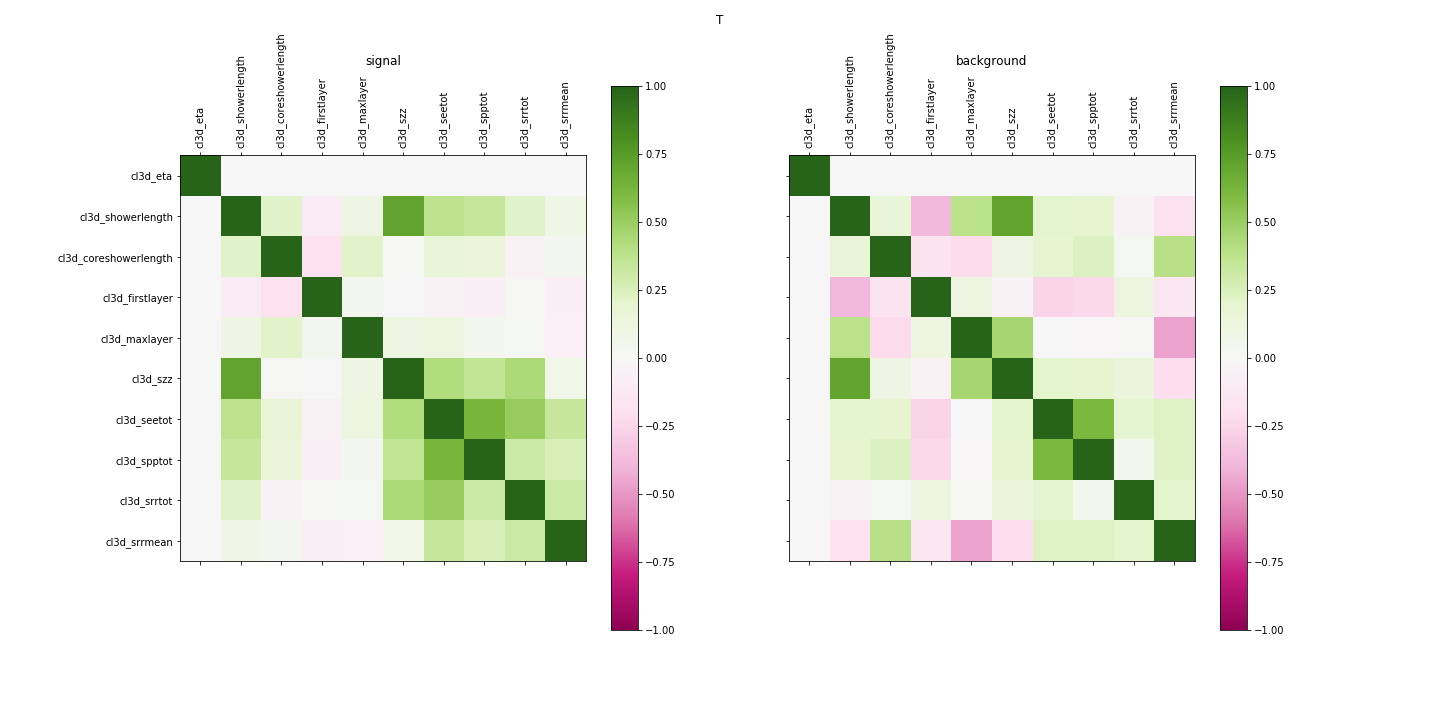 T
signal
cl3d_eta
cl3d_showerlength
cl3d_coreshowerlength
cl3d_firstlayer
cl3d_maxlayer
cl3d_szz
cl3d_seetot
cl3d_spptot
cl3d_srrtot
cl3d_srrmean
cl3d_eta
cl3d_showerlength
cl3d_coreshowerlength
cl3d_firstlayer
cl3d_maxlayer
cl3d_szz
cl3d_seetot
cl3d_spptot
cl3d_srrtot
cl3d_srrmean
1.00
0.75
0.50
0.25
0.00
−0.25
−0.50
−0.75
−1.00
background
cl3d_eta
cl3d_showerlength
cl3d_coreshowerlength
cl3d_firstlayer
cl3d_maxlayer
cl3d_szz
cl3d_seetot
cl3d_spptot
cl3d_srrtot
cl3d_srrmean
1.00
0.75
0.50
0.25
0.00
−0.25
−0.50
−0.75
−1.00